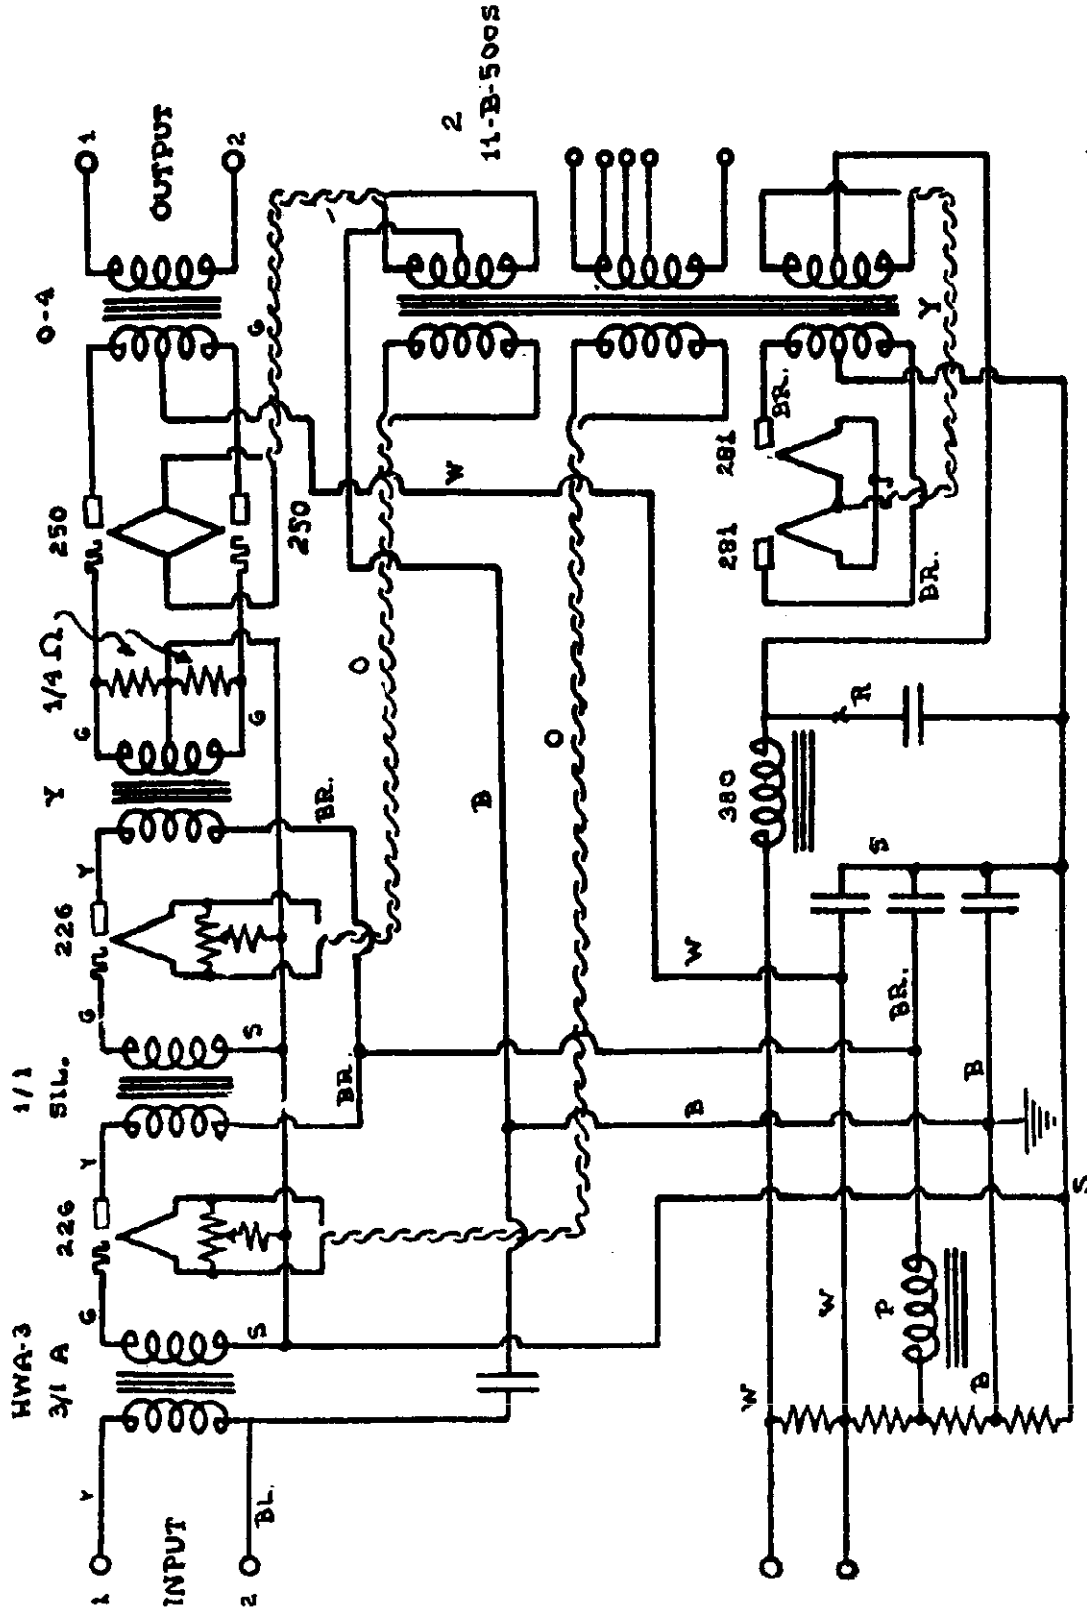 HWA-3
3/1 A
1/1
SIL.
Y
1/4 Ω
0-4
1
INPUT
2
Y
BL.
G
S
226
Y
BR.
G
S
226
Y
BR.
G
G
250
250
G
1
OUTPUT
2
2
11-B-500S
O
O
B
W
W
B
W
W
P
B
BR.
B
S
S
380
R
281
281
BR.
BR.
Y